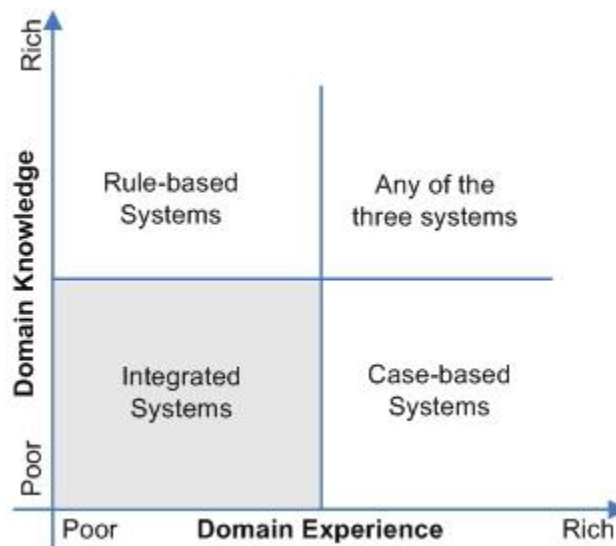 Rich
Domain Knowledge
Poor
Rule-based
Systems
Any of the
three systems
Integrated
Systems
Case-based
Systems
Poor
Domain Experience
Rich